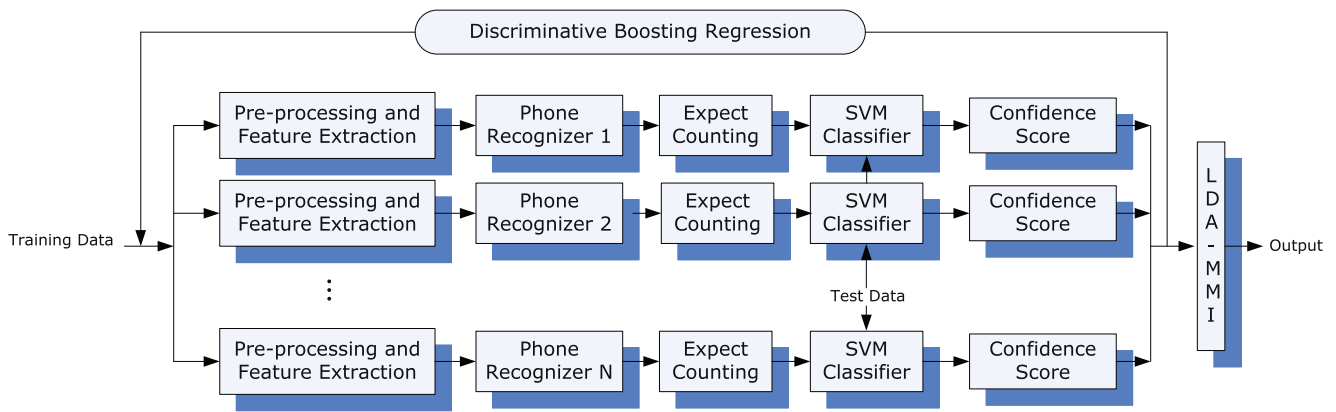 Discriminative Boosting Regression
Pre-processing and
Feature Extraction
Phone
Recognizer 1
Expect
Counting
SVM
Classifier
Confidence
Score
Pre-processing and
Feature Extraction
Phone
Recognizer 2
Expect
Counting
SVM
Classifier
Confidence
Score
Training Data
⋮
Test Data
Pre-processing and
Feature Extraction
Phone
Recognizer N
Expect
Counting
SVM
Classifier
Confidence
Score
LDA-MMI
Output